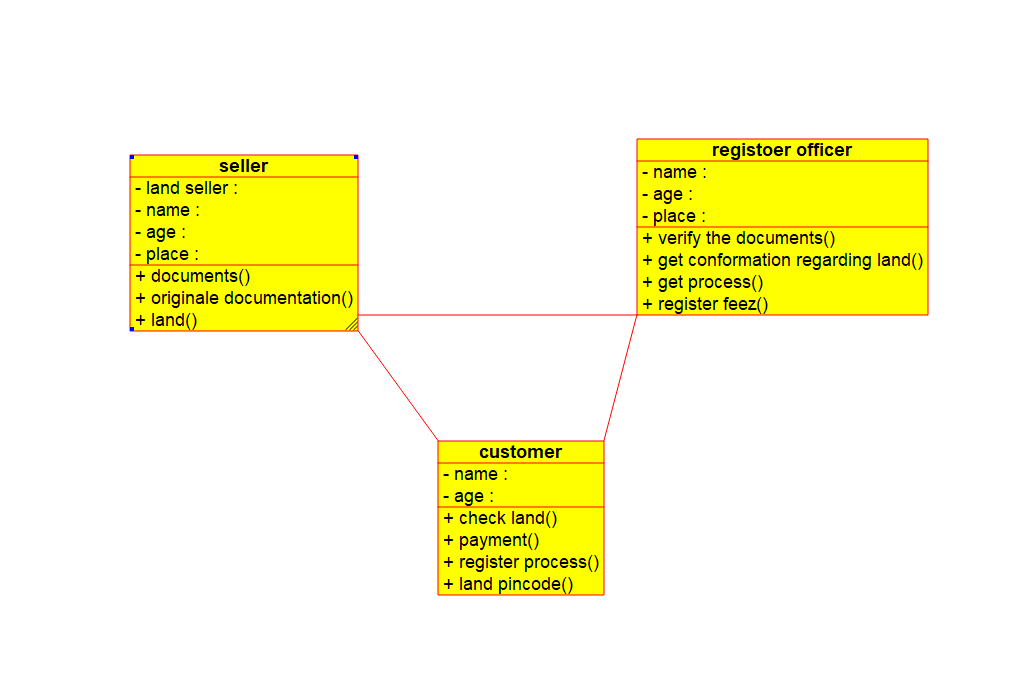 seller
- land seller :
- name :
- age :
- place :
+ documents()
+ originale documentation()
+ land()
registoer officer
- name :
- age :
- place :
+ verify the documents()
+ get conformation regarding land()
+ get process()
+ register feez()
customer
- name :
- age :
+ check land()
+ payment()
+ register process()
+ land pincode()